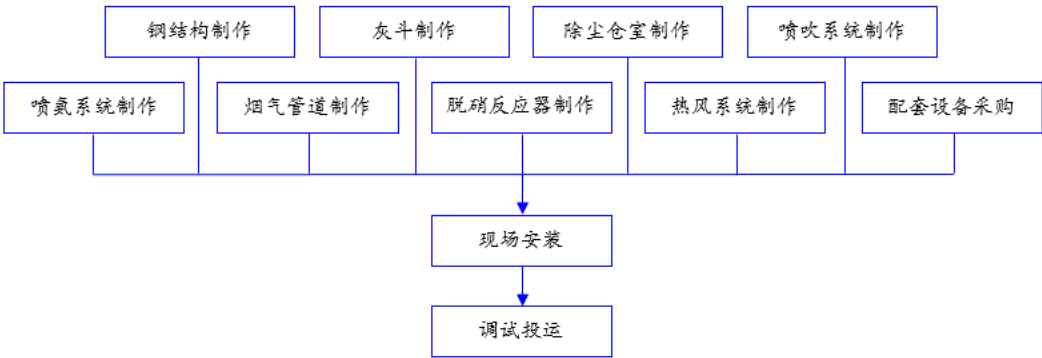 钢结构制作
灰斗制作
除尘仓室制作
喷吹系统制作
喷氨系统制作
烟气管道制作
脱硝反应器制作
热风系统制作
配套设备采购
现场安装
调试投运